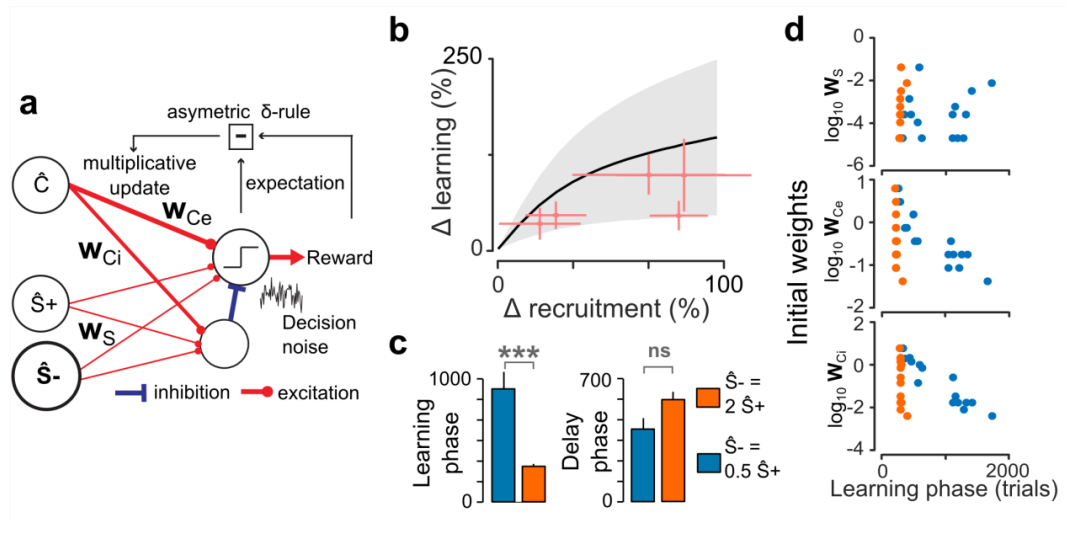 a
asymetric δ-rule
-
multiplicative
update
expectation
Ĉ
WCe
WCi
Reward
Ŝ+
WS
Ŝ-
Decision
noise
inhibition
excitation
b
250
Δ learning (%)
0
0
100
Δ recruitment (%)
c
***
1000
Learning
phase
0
ns
700
Delay
phase
0
Ŝ- =
2 Ŝ+
Ŝ- =
0.5 Ŝ+
d
Initial weights
0
-2
-4
-6
log10 WS
1
0
-1
-2
log10 WCe
2
0
-2
-4
log10 WCi
0
2000
Learning phase (trials)